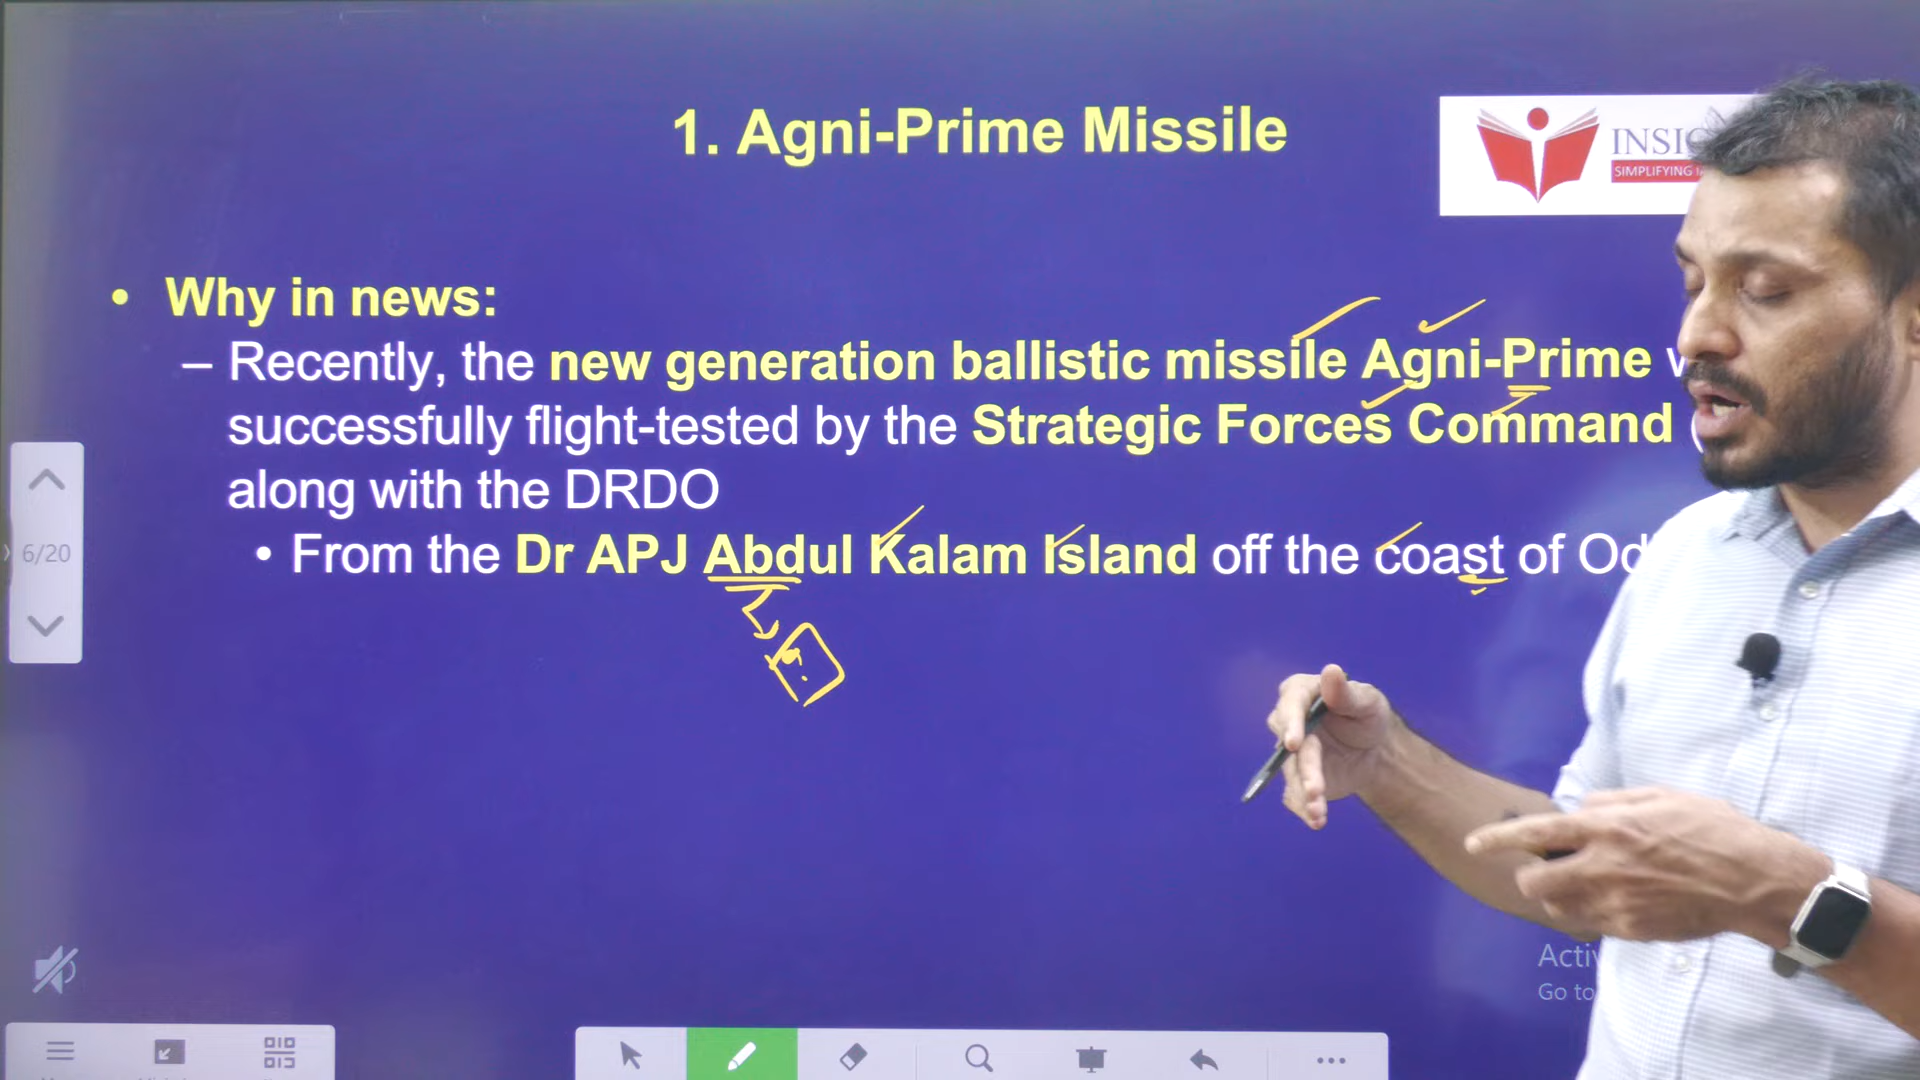 1. Agni-Prime Missile
SIMPLIFYING
• Why in news:
– Recently, the new generation ballistic missile Agni-Prime
successfully flight-tested by the Strategic Forces Command (
along with the DRDO
• From the Dr APJ Abdul Kalam Island off the coast of
6/20
Go to